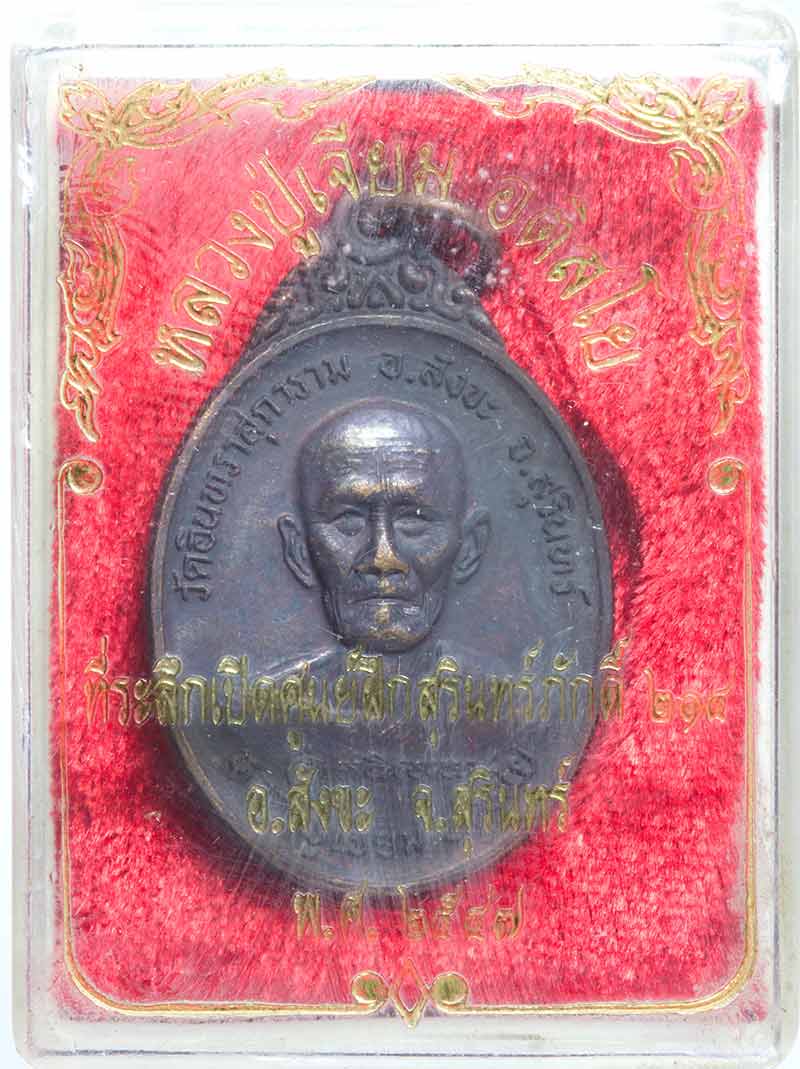 หลวงปู่เจียม อติสโย
วัดอินทราสุการาม อ.สังขะ จ.สุรินทร์
ที่ระลึกเปิดศูนย์ฝึกสุรินทร์ภักดิ์ ๒๑๔
อ.สังขะ จ.สุรินทร์
พ.ศ. ๒๕๔๗